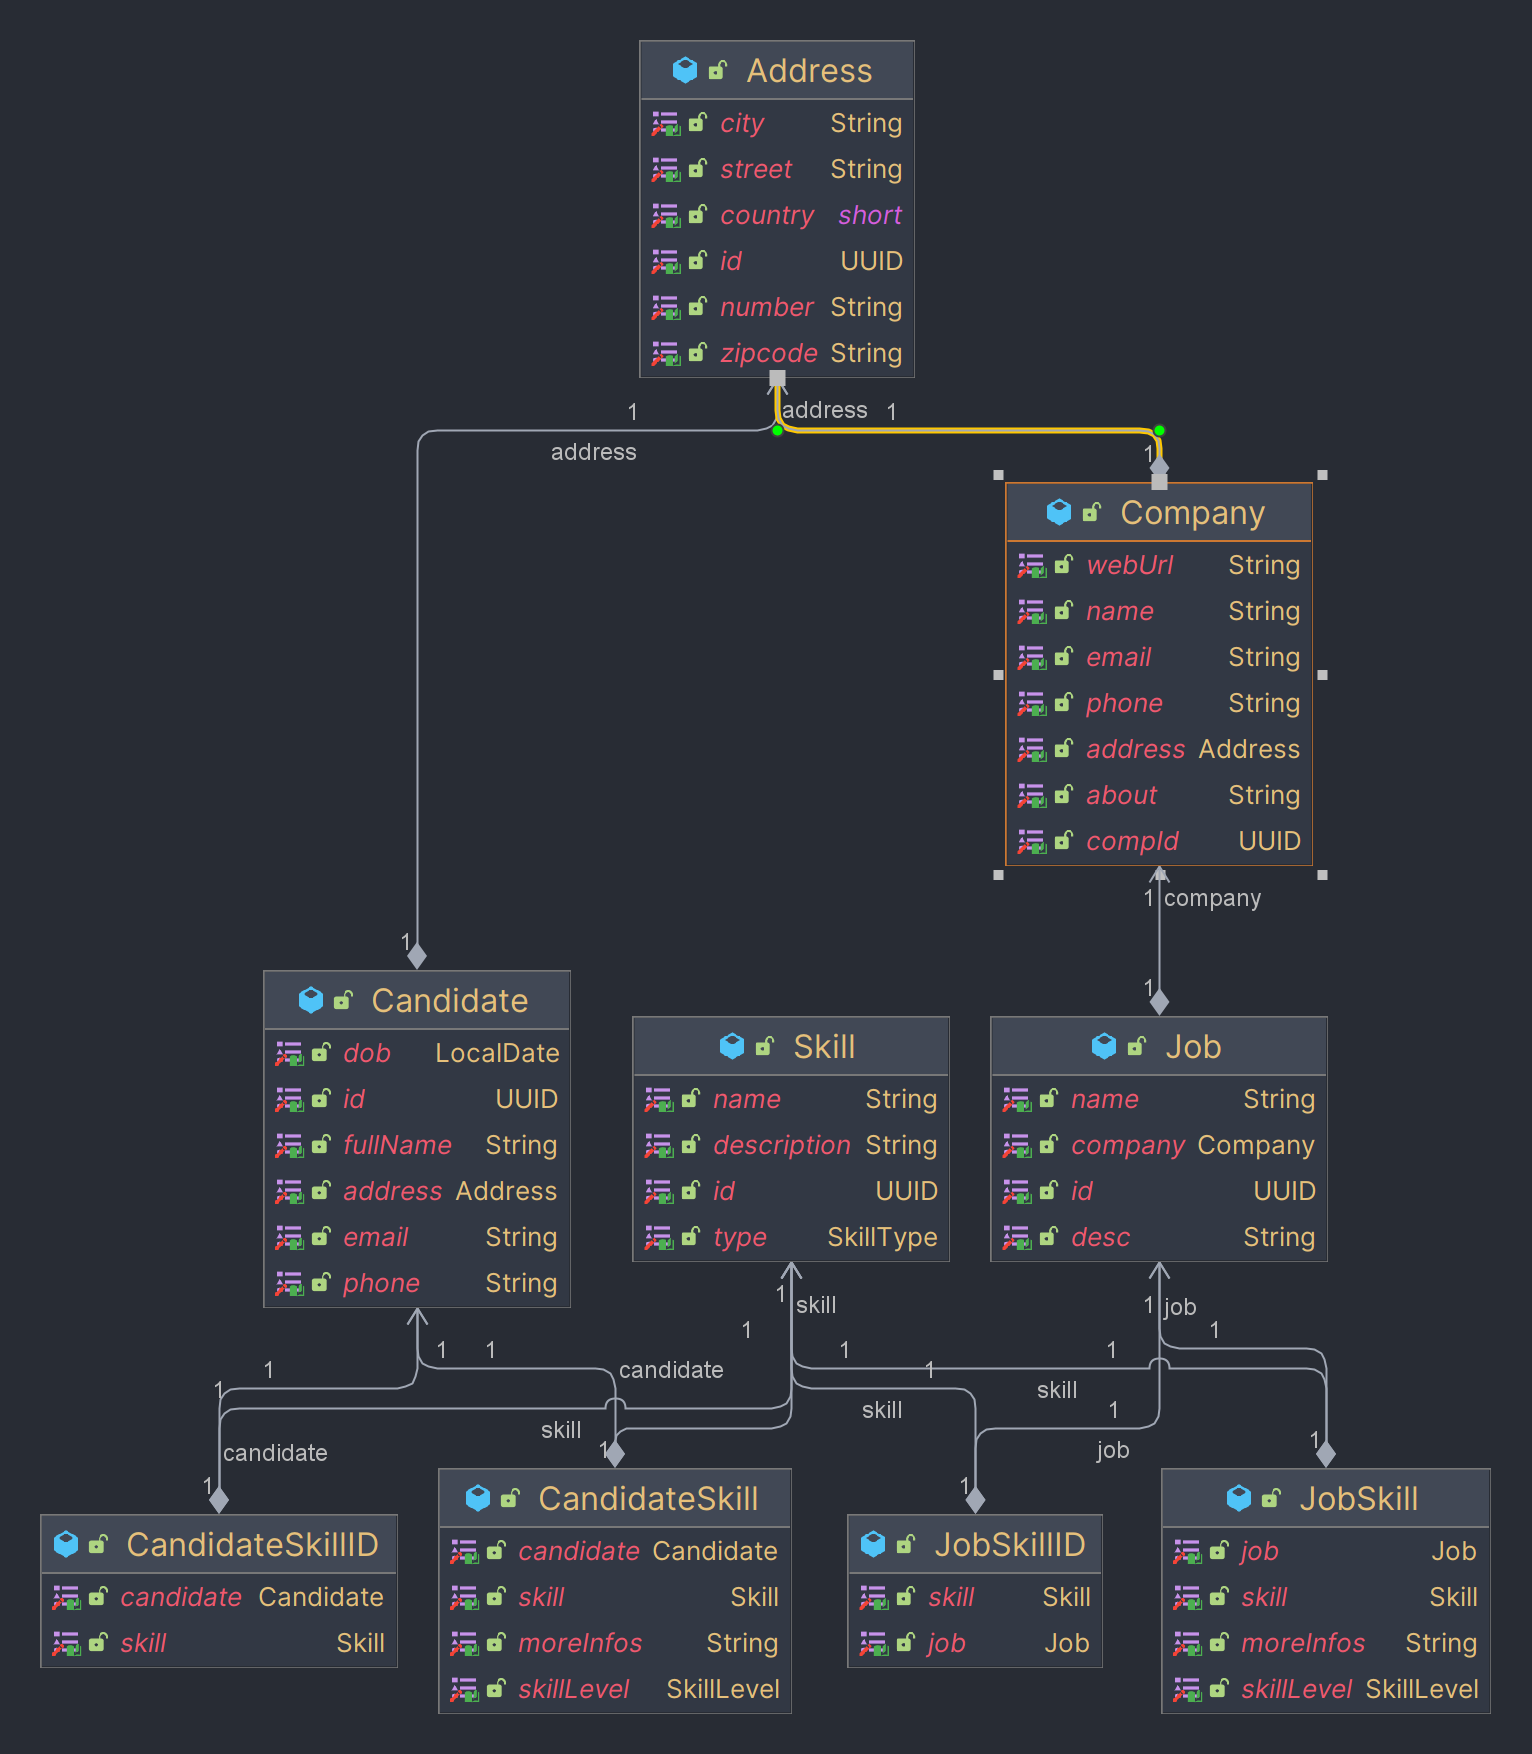 Address
city String
street String
country short
id UUID
number String
zipcode String
1 address 1
address
1
Company
webUrl String
name String
email String
phone String
address Address
about String
compId UUID
1 company
1
1
Candidate
dob LocalDate
id UUID
fullName String
address Address
email String
phone String
Skill
name String
description String
id UUID
type SkillType
Job
name String
company Company
id UUID
desc String
1 skill
1 job
1 1
1 1 1 1
1 candidate 1
1 skill skill
skill 1
candidate 1 job 1
1 1
CandidateSkillID
candidate Candidate
skill Skill
CandidateSkill
candidate Candidate
skill Skill
moreInfos String
skillLevel SkillLevel
JobSkillID
skill Skill
job Job
JobSkill
job Job
skill Skill
moreInfos String
skillLevel SkillLevel